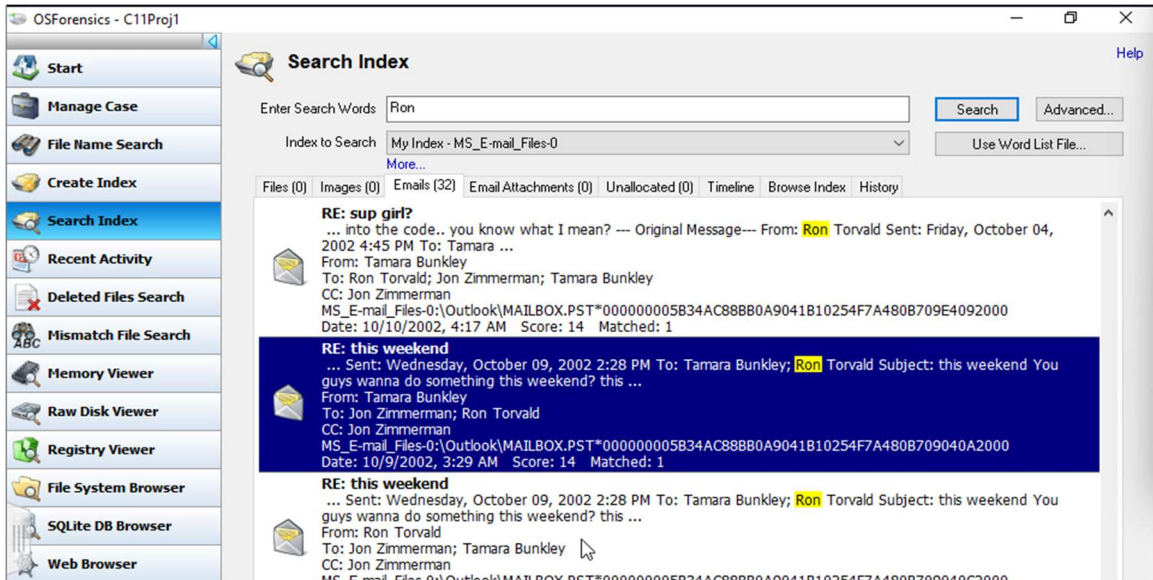 OSForensics - C11Proj1
Start
Manage Case
File Name Search
Create Index
Search Index
Recent Activity
Deleted Files Search
Mismatch File Search
Memory Viewer
Raw Disk Viewer
Registry Viewer
File System Browser
SQLite DB Browser
Web Browser
ABC
Search Index
Help
Enter Search Words Ron Search Advanced...
Index to Search My Index - MS_E-mail_Files-0 Use Word List File...
More...
Files (0) Images (0) Emails (32) Email Attachments (0) Unallocated (0) Timeline Browse Index History
RE: sup girl?
... into the code.. you know what I mean? --- Original Message--- From: Ron Torvald Sent: Friday, October 04,
2002 4:45 PM To: Tamara ...
From: Tamara Bunkley
To: Ron Torvald; Jon Zimmerman; Tamara Bunkley
CC: Jon Zimmerman
MS_E-mail_Files-0:\Outlook\MAILBOX.PST*000000005B34AC88BB0A9041B10254F7A480B709E4092000
Date: 10/10/2002, 4:17 AM Score: 14 Matched: 1
RE: this weekend
... Sent: Wednesday, October 09, 2002 2:28 PM To: Tamara Bunkley; Ron Torvald Subject: this weekend You
guys wanna do something this weekend? this ...
From: Tamara Bunkley
To: Jon Zimmerman; Ron Torvald
CC: Jon Zimmerman
MS_E-mail_Files-0:\Outlook\MAILBOX.PST*000000005B34AC88BB0A9041B10254F7A480B709040A2000
Date: 10/9/2002, 3:29 AM Score: 14 Matched: 1
RE: this weekend
... Sent: Wednesday, October 09, 2002 2:28 PM To: Tamara Bunkley; Ron Torvald Subject: this weekend You
guys wanna do something this weekend? this ...
From: Ron Torvald
To: Jon Zimmerman; Tamara Bunkley
CC: Jon Zimmerman